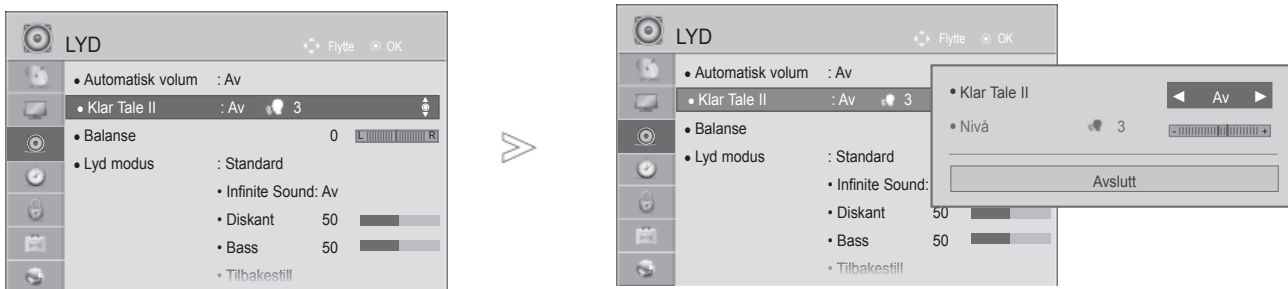 LYD
Flytte OK
• Automatisk volum : Av
• Klar Tale II : Av 3
• Balanse 0 L R
• Lyd modus : Standard
• Infinite Sound: Av
• Diskant 50
• Bass 50
• Tilbakestill
LYD
Flytte OK
• Automatisk volum : Av
• Klar Tale II : Av 3
• Balanse
• Lyd modus : Standard
• Infinite Sound:
• Diskant 50
• Bass 50
• Tilbakestill
• Klar Tale II ◄ Av ►
• Nivå 3 - +
Avslutt